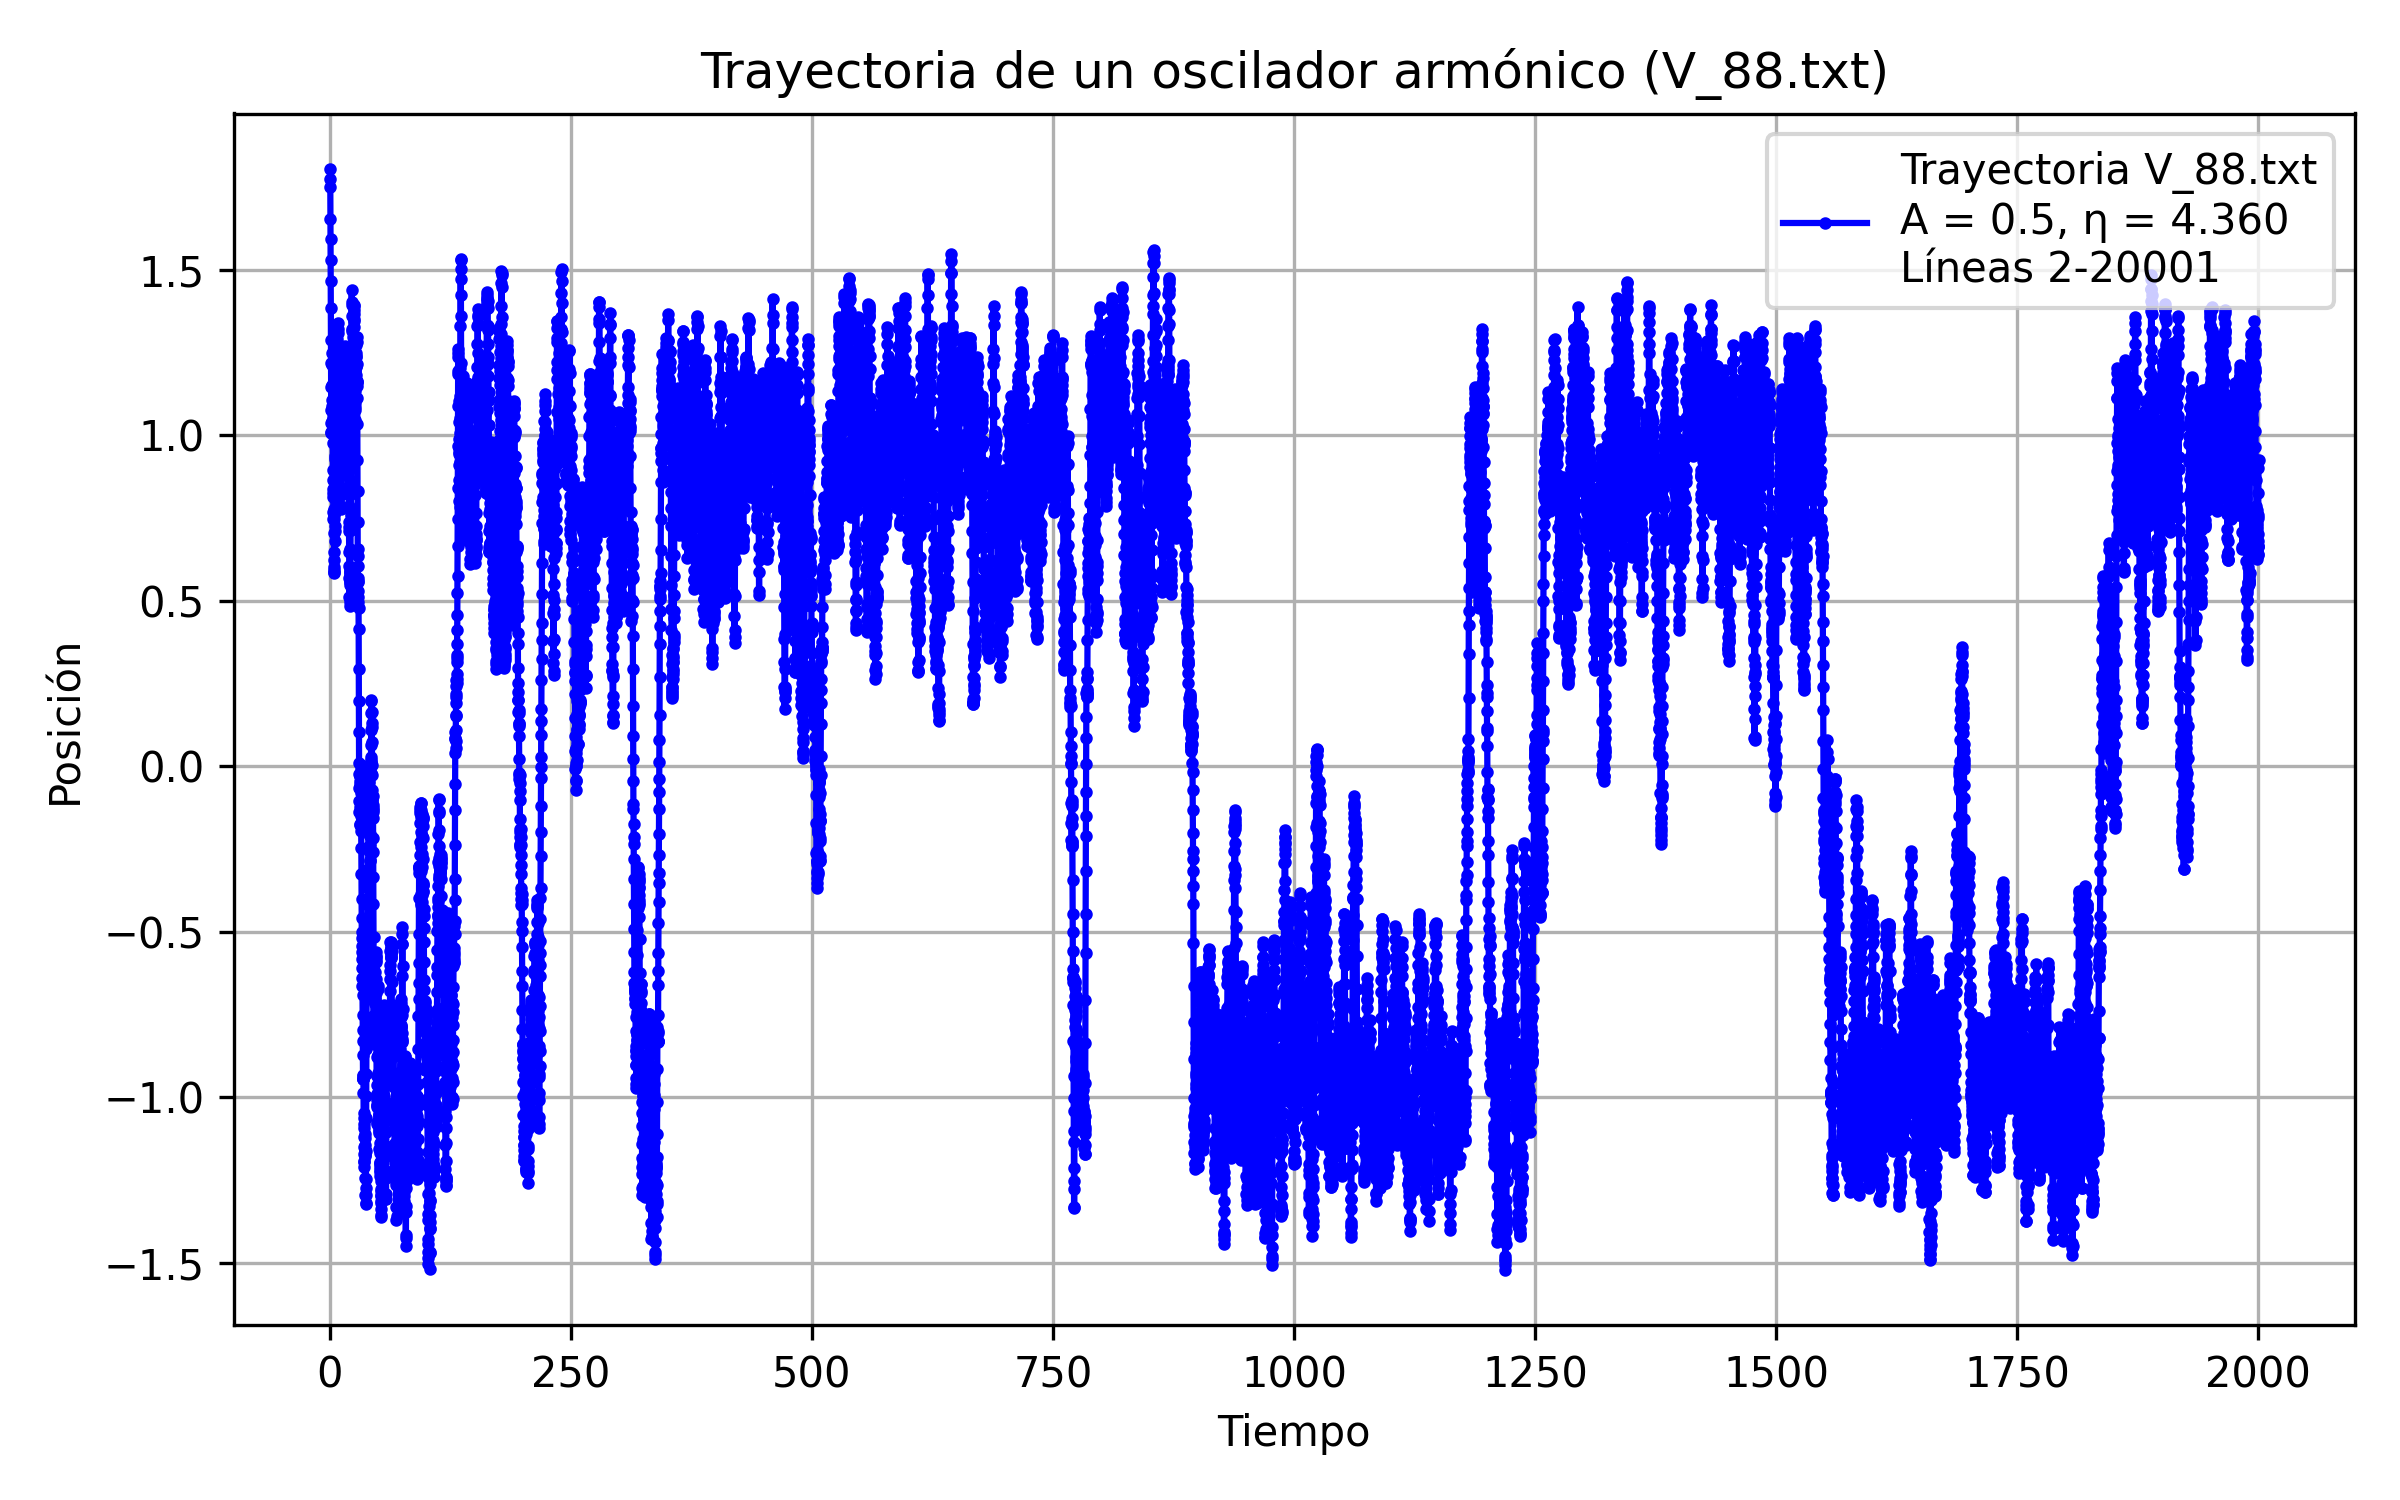 Trayectoria de un oscilador armónico (V_88.txt)
Trayectoria V_88.txt
A = 0.5, η = 4.360
Líneas 2-20001
Posición
1.5
1.0
0.5
0.0
−0.5
−1.0
−1.5
0 250 500 750 1000 1250 1500 1750 2000
Tiempo